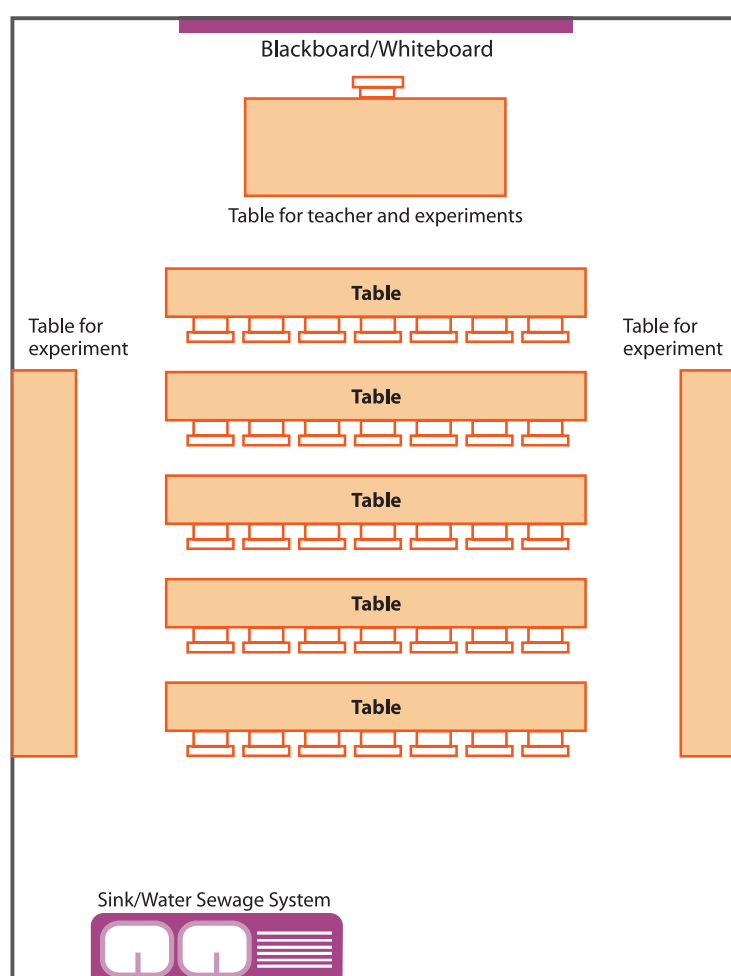 Blackboard/Whiteboard
Table for teacher and experiments
Table
Table for
experiment
Table for
experiment
Table
Table
Table
Table
Sink/Water Sewage System